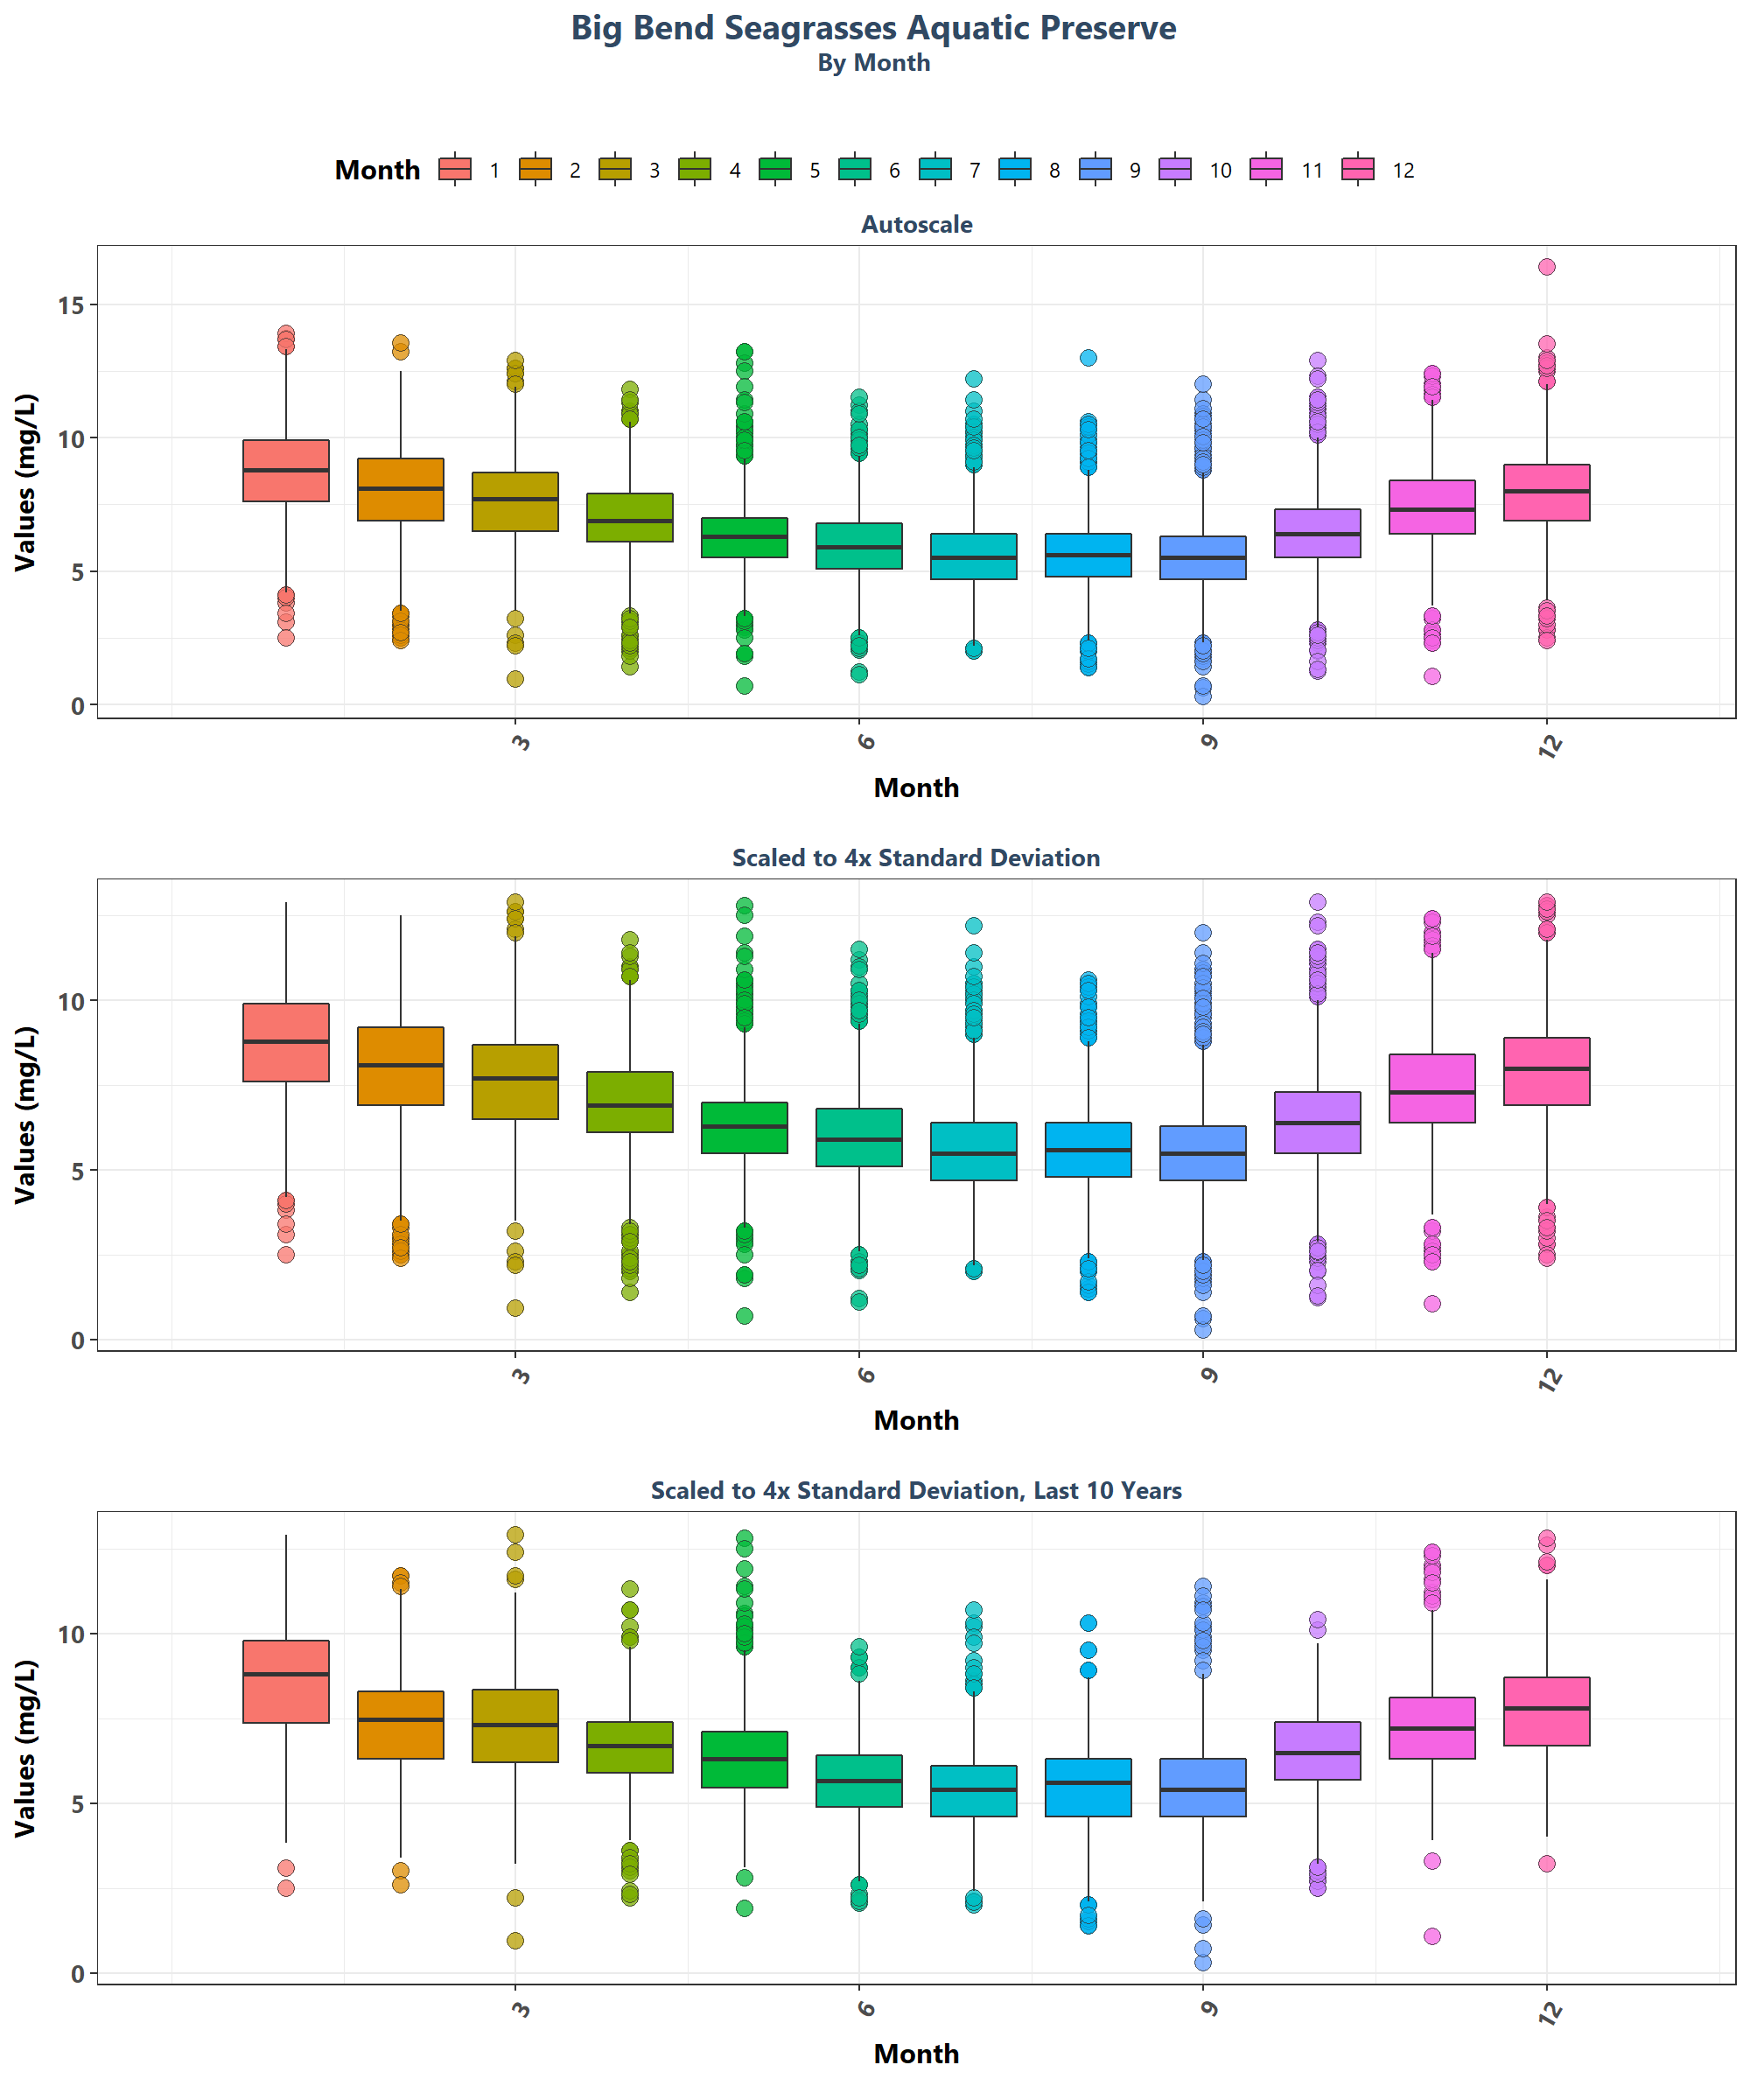 Big Bend Seagrasses Aquatic Preserve
By Month
Month 1 2 3 4 5 6 7 8 9 10 11 12
Autoscale
Values (mg/L)
15
10
5
0
3 6 9 12
Month
Scaled to 4x Standard Deviation
Values (mg/L)
10
5
0
3 6 9 12
Month
Scaled to 4x Standard Deviation, Last 10 Years
Values (mg/L)
10
5
0
3 6 9 12
Month